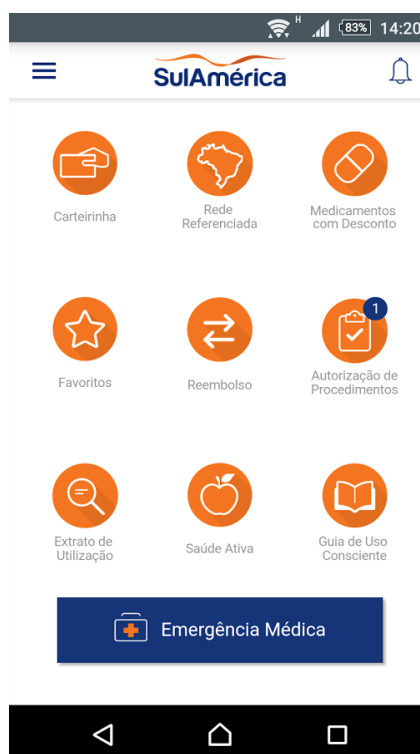 H 83% 14:20
SulAmérica
Carteirinha
Rede
Referenciada
Medicamentos
com Desconto
Favoritos
Reembolso
1
Autorização de
Procedimentos
Extrato de
Utilização
Saúde Ativa
Guia de Uso
Consciente
Emergência Médica